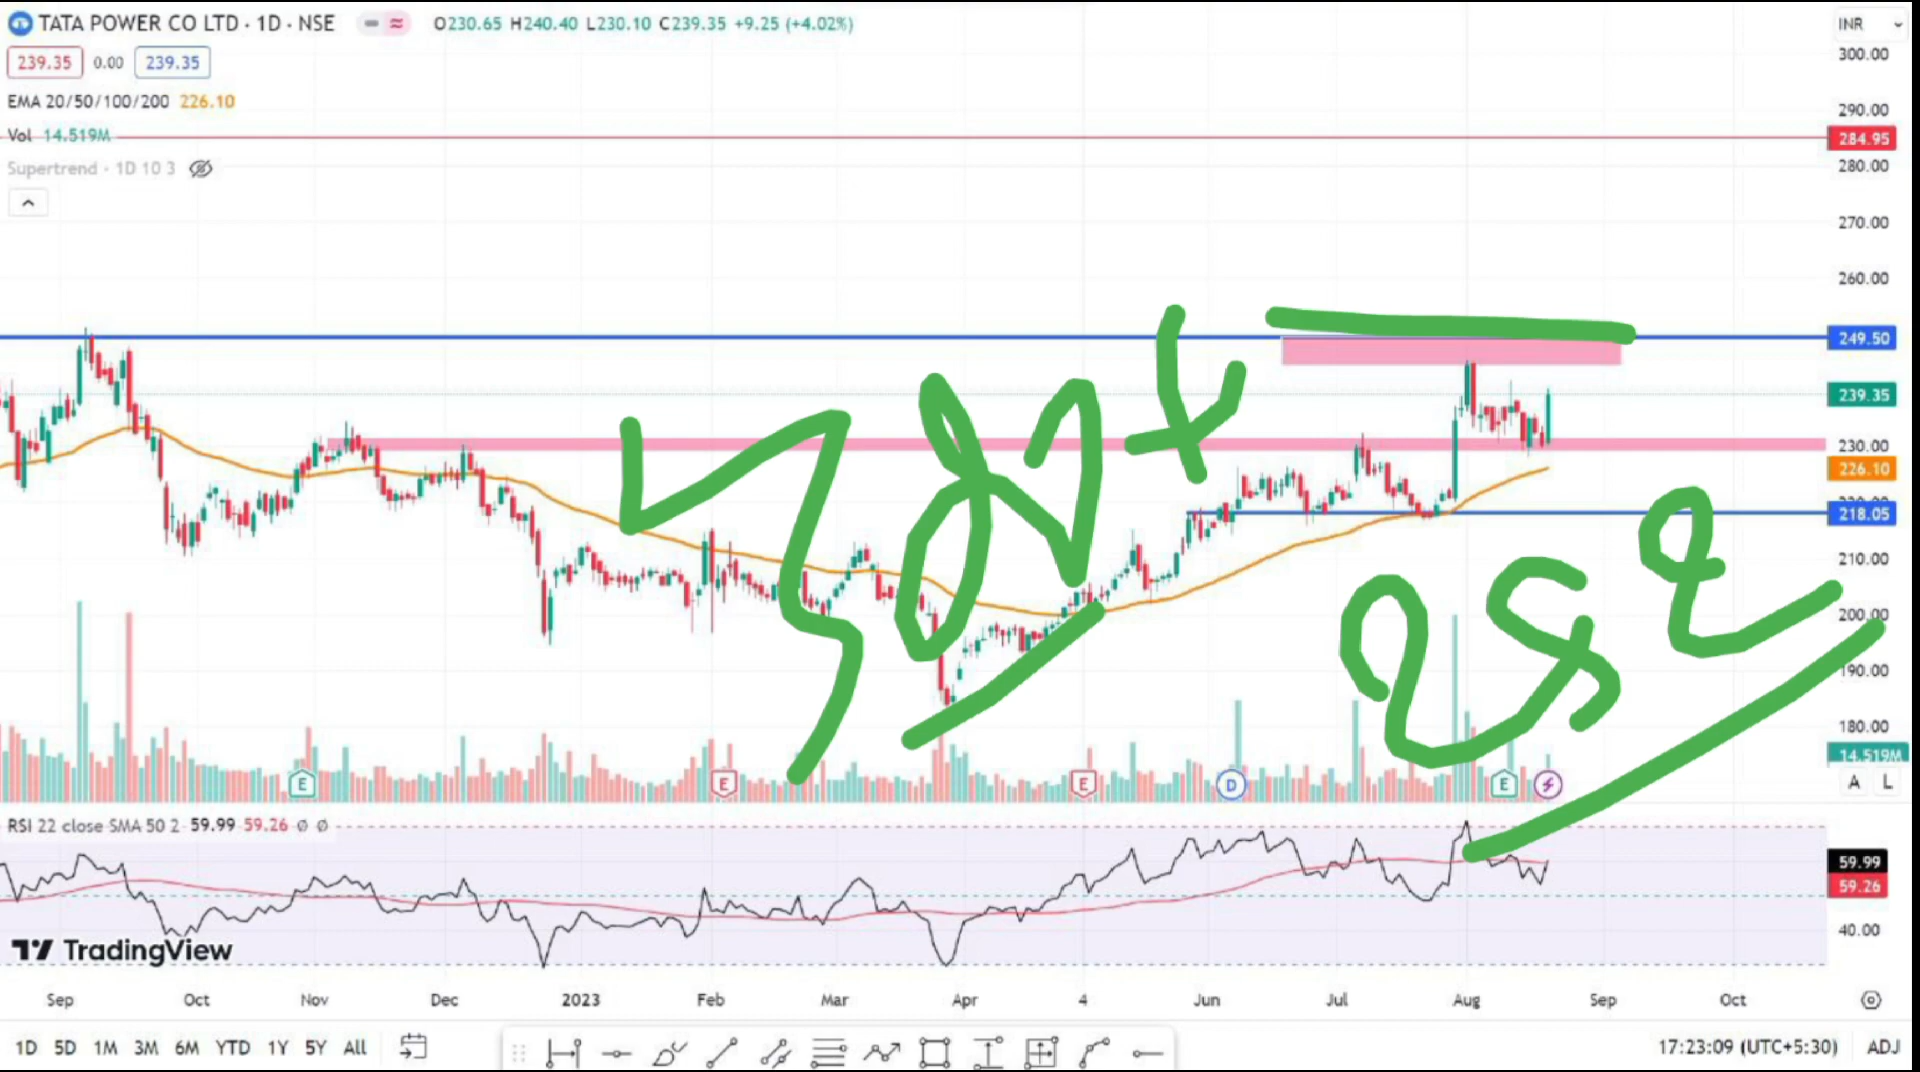 TATA POWER CO LTD · 1D · NSE O230.65 H240.40 L230.10 C239.35 +9.25 (+4.02%) INR
239.35 0.00 239.35
300.00
EMA 20/50/100/200 226.10
290.00
Vol 14.519M
284.95
Supertrend · 1D 10 3
280.00
270.00
260.00
249.50
239.35
230.00
226.10
220.00
218.05
210.00
252
200.00
190.00
180.00
14.519M
E E E D E A L
RSI 22 close SMA 50 2 59.99 59.26 ∅ ∅
59.99
59.26
40.00
TradingView
Sep Oct Nov Dec 2023 Feb Mar Apr 4 Jun Jul Aug Sep Oct
1D 5D 1M 3M 6M YTD 1Y 5Y All 17:23:09 (UTC+5:30) ADJ